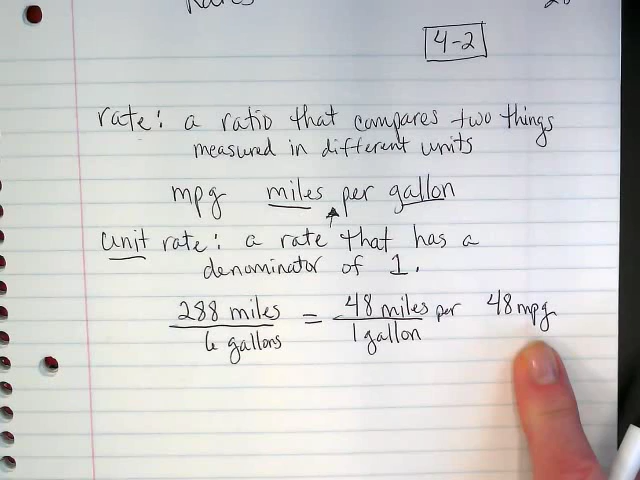 4-2
rate: a ratio that compares two things
measured in different units
mpg miles per gallon
unit rate: a rate that has a
denominator of 1.
288 miles / 6 gallons = 48 miles / 1 gallon per 48 mpg